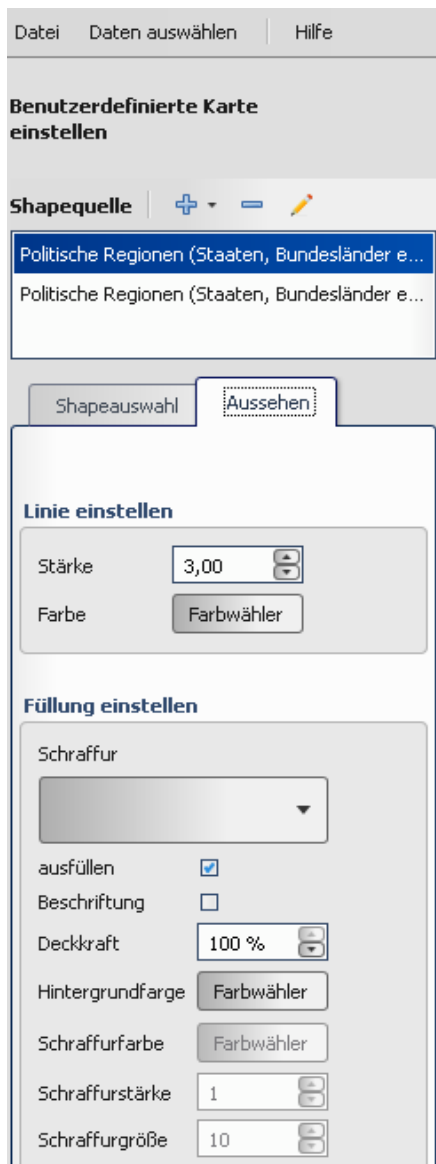 Datei Daten auswählen Hilfe
Benutzerdefinierte Karte
einstellen
Shapequelle
Politische Regionen (Staaten, Bundesländer e...
Politische Regionen (Staaten, Bundesländer e...
Shapeauswahl Aussehen
Linie einstellen
Stärke 3,00
Farbe Farbwähler
Füllung einstellen
Schraffur
ausfüllen
Beschriftung
Deckkraft 100 %
Hintergrundfarge Farbwähler
Schraffurfarbe Farbwähler
Schraffurstärke 1
Schraffurgröße 10